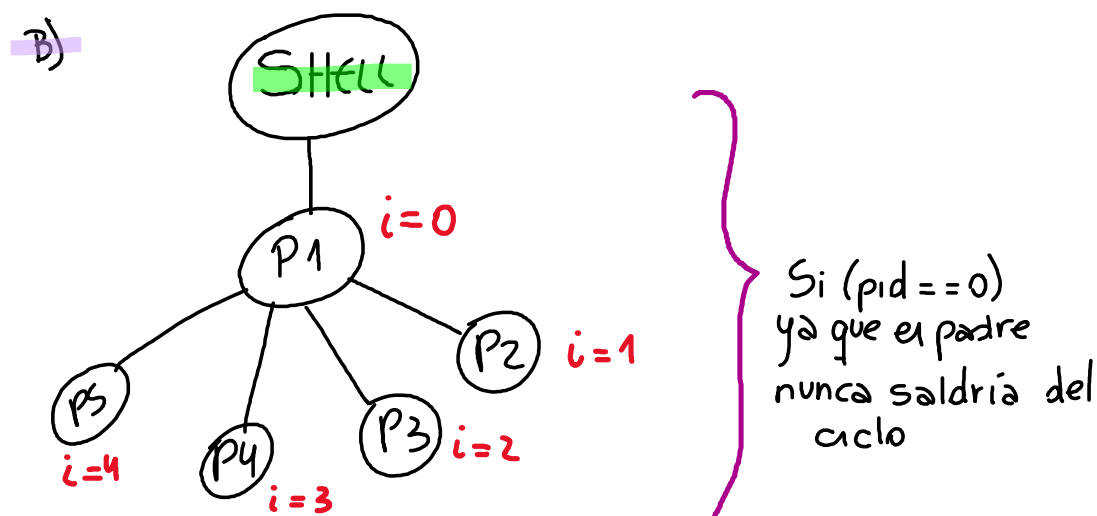 B)
SHELL
P1
i=0
P2
i=1
P3
i=2
P4
i=3
P5
i=4
Si (pid==0)
ya que el padre
nunca saldría del
ciclo